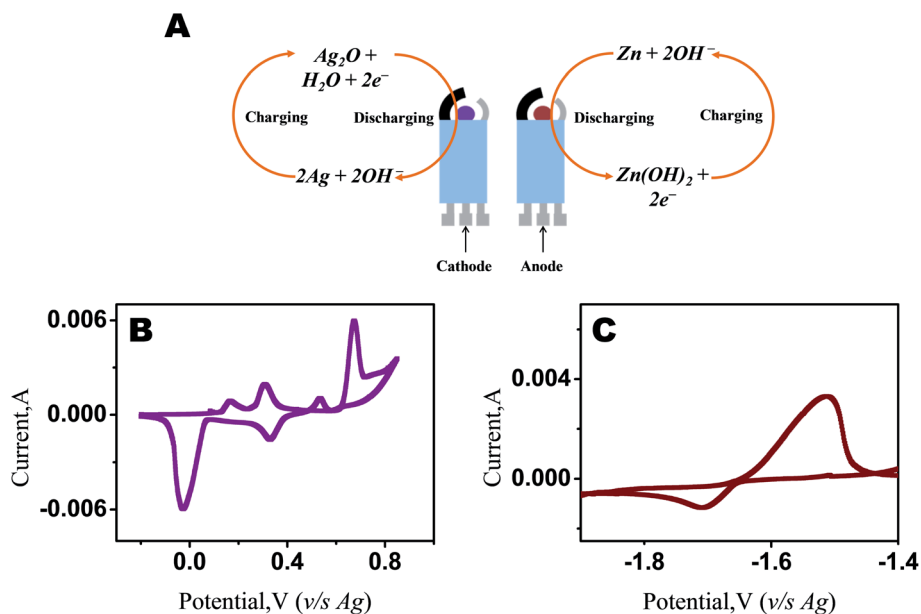 A
Ag₂O +
H₂O + 2e⁻
Charging
Discharging
2Ag + 2OH⁻
Zn + 2OH⁻
Discharging
Charging
Zn(OH)₂ +
2e⁻
Cathode
Anode
B
0.006
0.000
-0.006
Current,A
0.0
0.4
0.8
Potential,V (v/s Ag)
C
0.004
0.000
Current,A
-1.8
-1.6
-1.4
Potential,V (v/s Ag)